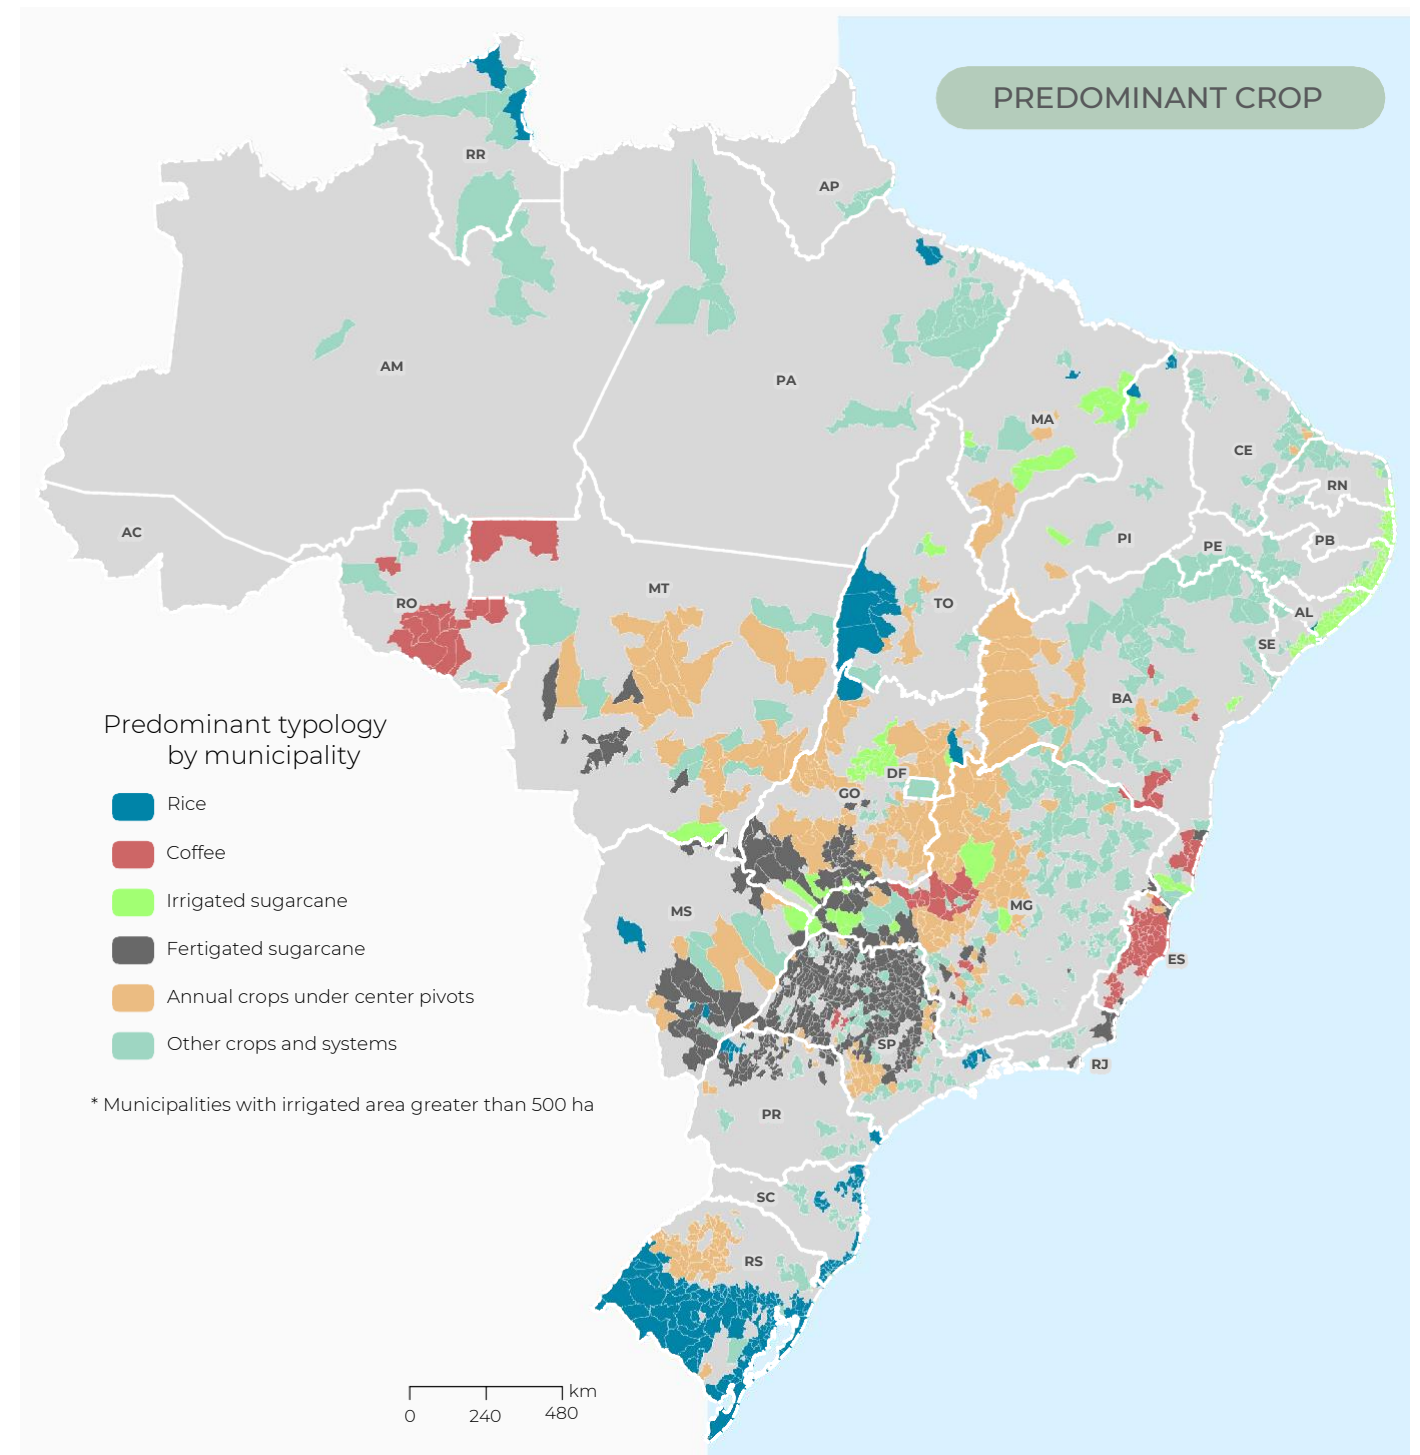 PREDOMINANT CROP
RR
AP
AM
PA
MA
CE
RN
AC
PI
PE
PB
MT
RO
TO
AL
SE
BA
DF
GO
MS
MG
ES
SP
RJ
PR
SC
RS
Predominant typology
by municipality
Rice
Coffee
Irrigated sugarcane
Fertigated sugarcane
Annual crops under center pivots
Other crops and systems
* Municipalities with irrigated area greater than 500 ha
km
0 240 480